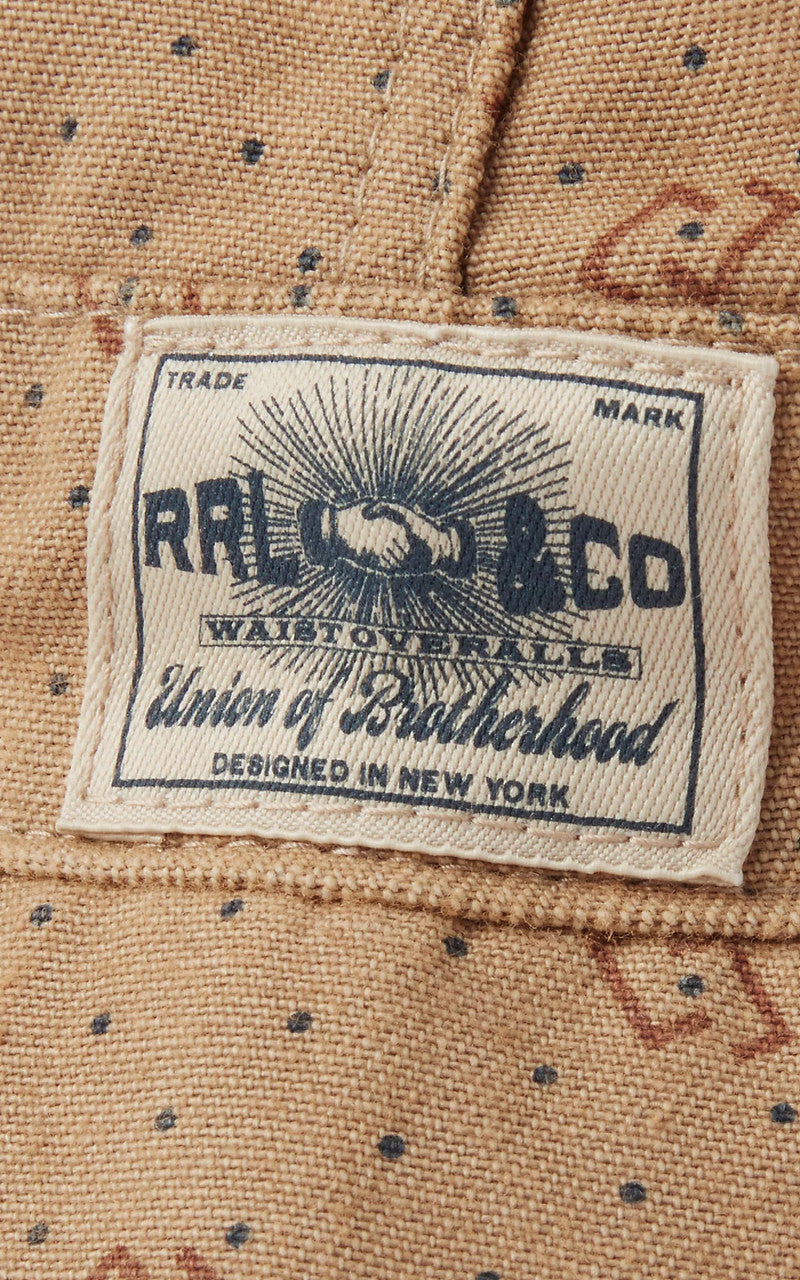 TRADE MARK
RRL &CO
WAIST OVERALLS
Union of Brotherhood
DESIGNED IN NEW YORK